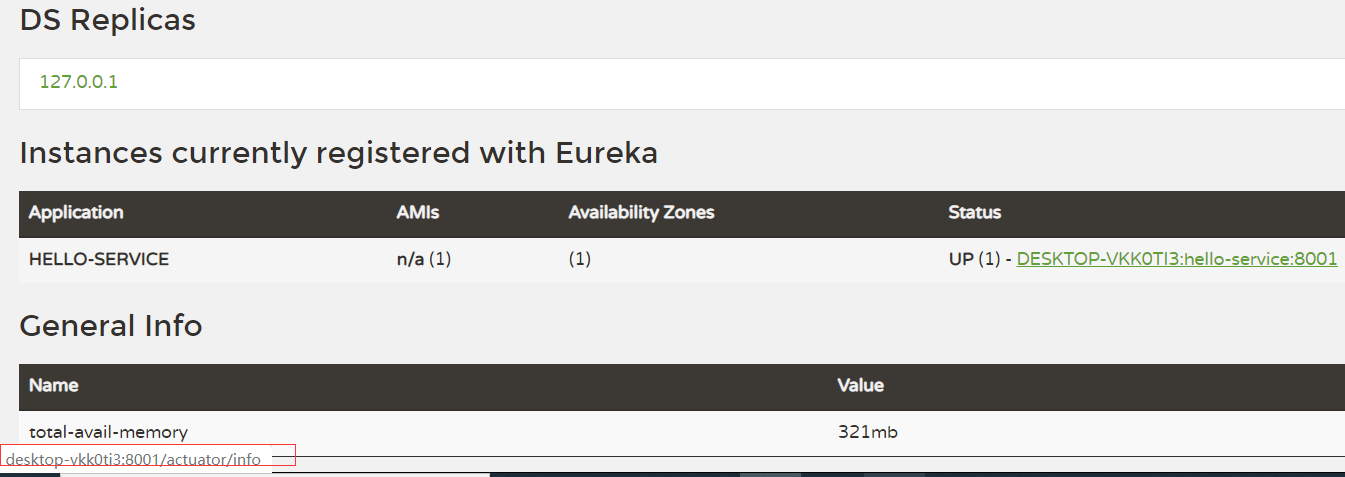 DS Replicas
127.0.0.1
Instances currently registered with Eureka
Application AMIs Availability Zones Status
HELLO-SERVICE n/a (1) (1) UP (1) - DESKTOP-VKK0TI3:hello-service:8001
General Info
Name Value
total-avail-memory 321mb
desktop-vkk0ti3:8001/actuator/info